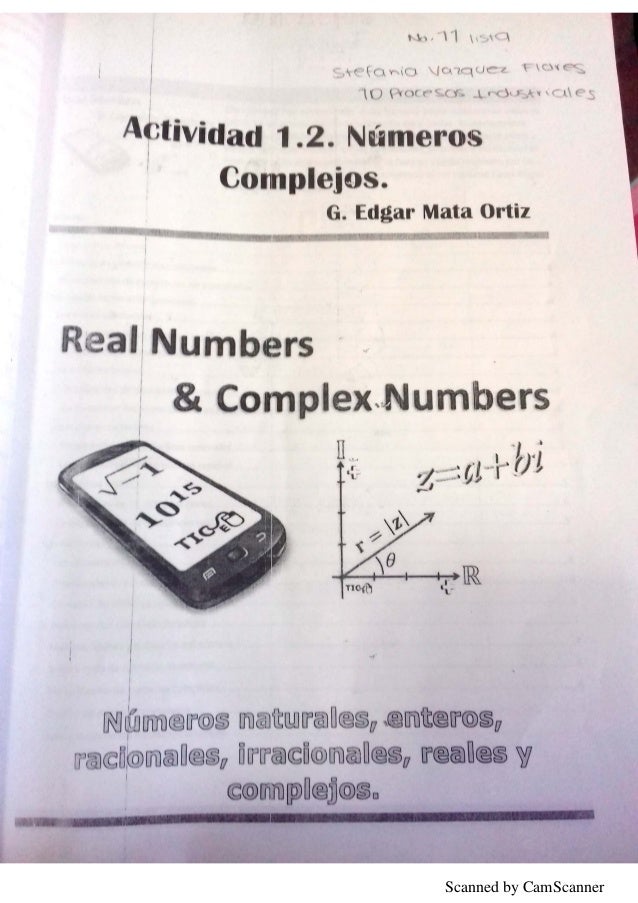 No. 11 lista
Stefania Vazquez Flores
10 Procesos Industriales
Actividad 1.2. Números
Complejos.
G. Edgar Mata Ortiz
Real Numbers
& Complex Numbers
√-1
10¹⁵
TIC
I
z=a+bi
r = |z|
θ
R
TIC
Números naturales, enteros,
racionales, irracionales, reales y
complejos.
Scanned by CamScanner